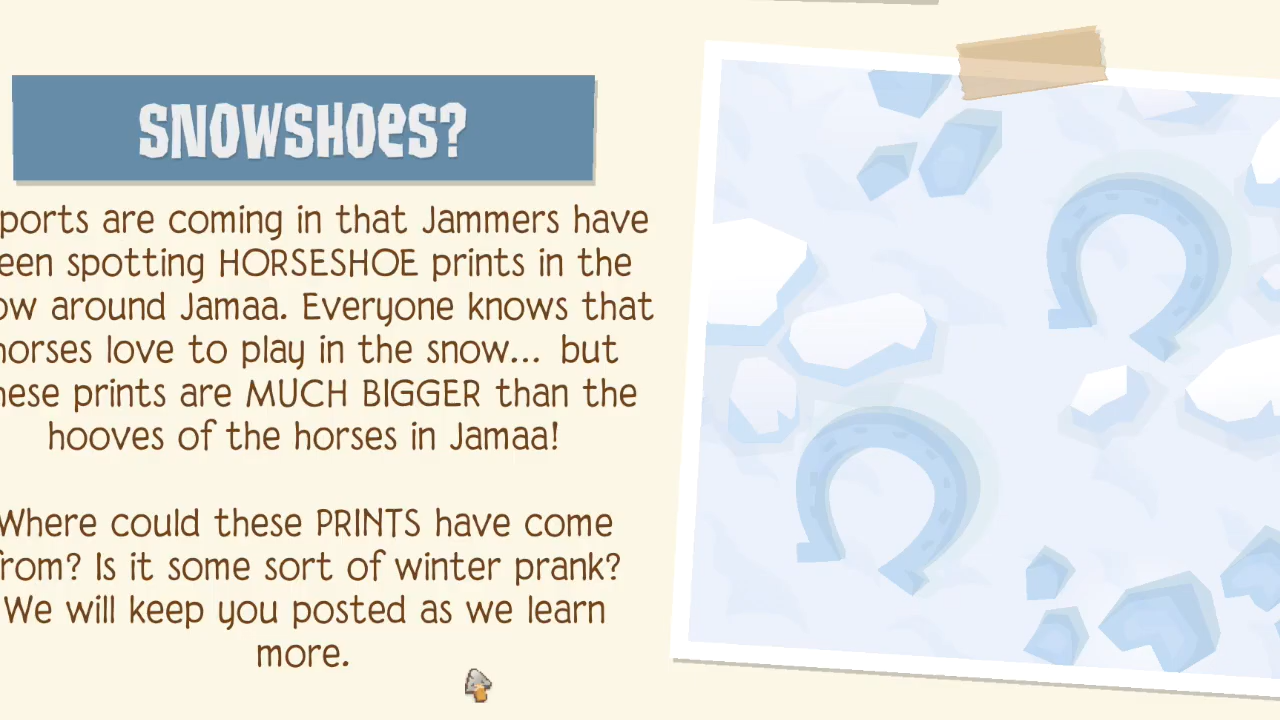 SNOWSHOES?
ports are coming in that Jammers have
een spotting HORSESHOE prints in the
ow around Jamaa. Everyone knows that
horses love to play in the snow... but
hese prints are MUCH BIGGER than the
hooves of the horses in Jamaa!
Where could these PRINTS have come
from? Is it some sort of winter prank?
We will keep you posted as we learn
more.